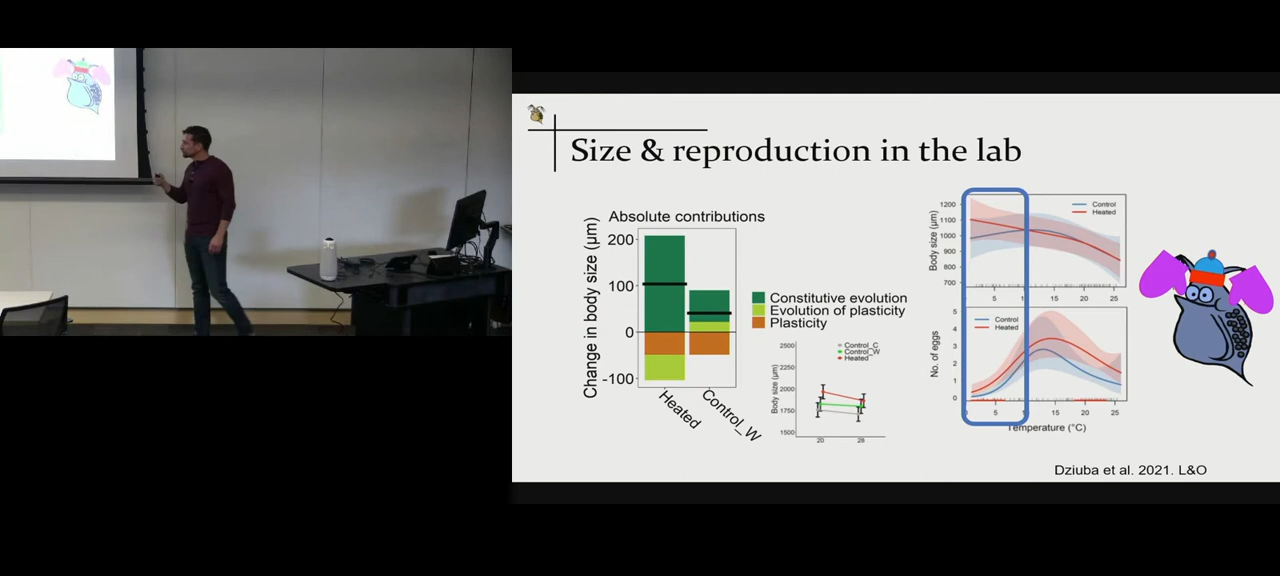 Size & reproduction in the lab
Absolute contributions
Change in body size (µm)
200
100
0
-100
Heated
Control_W
Constitutive evolution
Evolution of plasticity
Plasticity
Body size (µm)
2500
2250
2000
1750
1500
20
28
Control_C
Control_W
Heated
Body size (µm)
1200
1100
1000
900
800
700
Control
Heated
5
10
15
20
25
No. of eggs
5
4
3
2
1
0
Control
Heated
0
5
10
15
20
25
Temperature (°C)
Dziuba et al. 2021. L&O